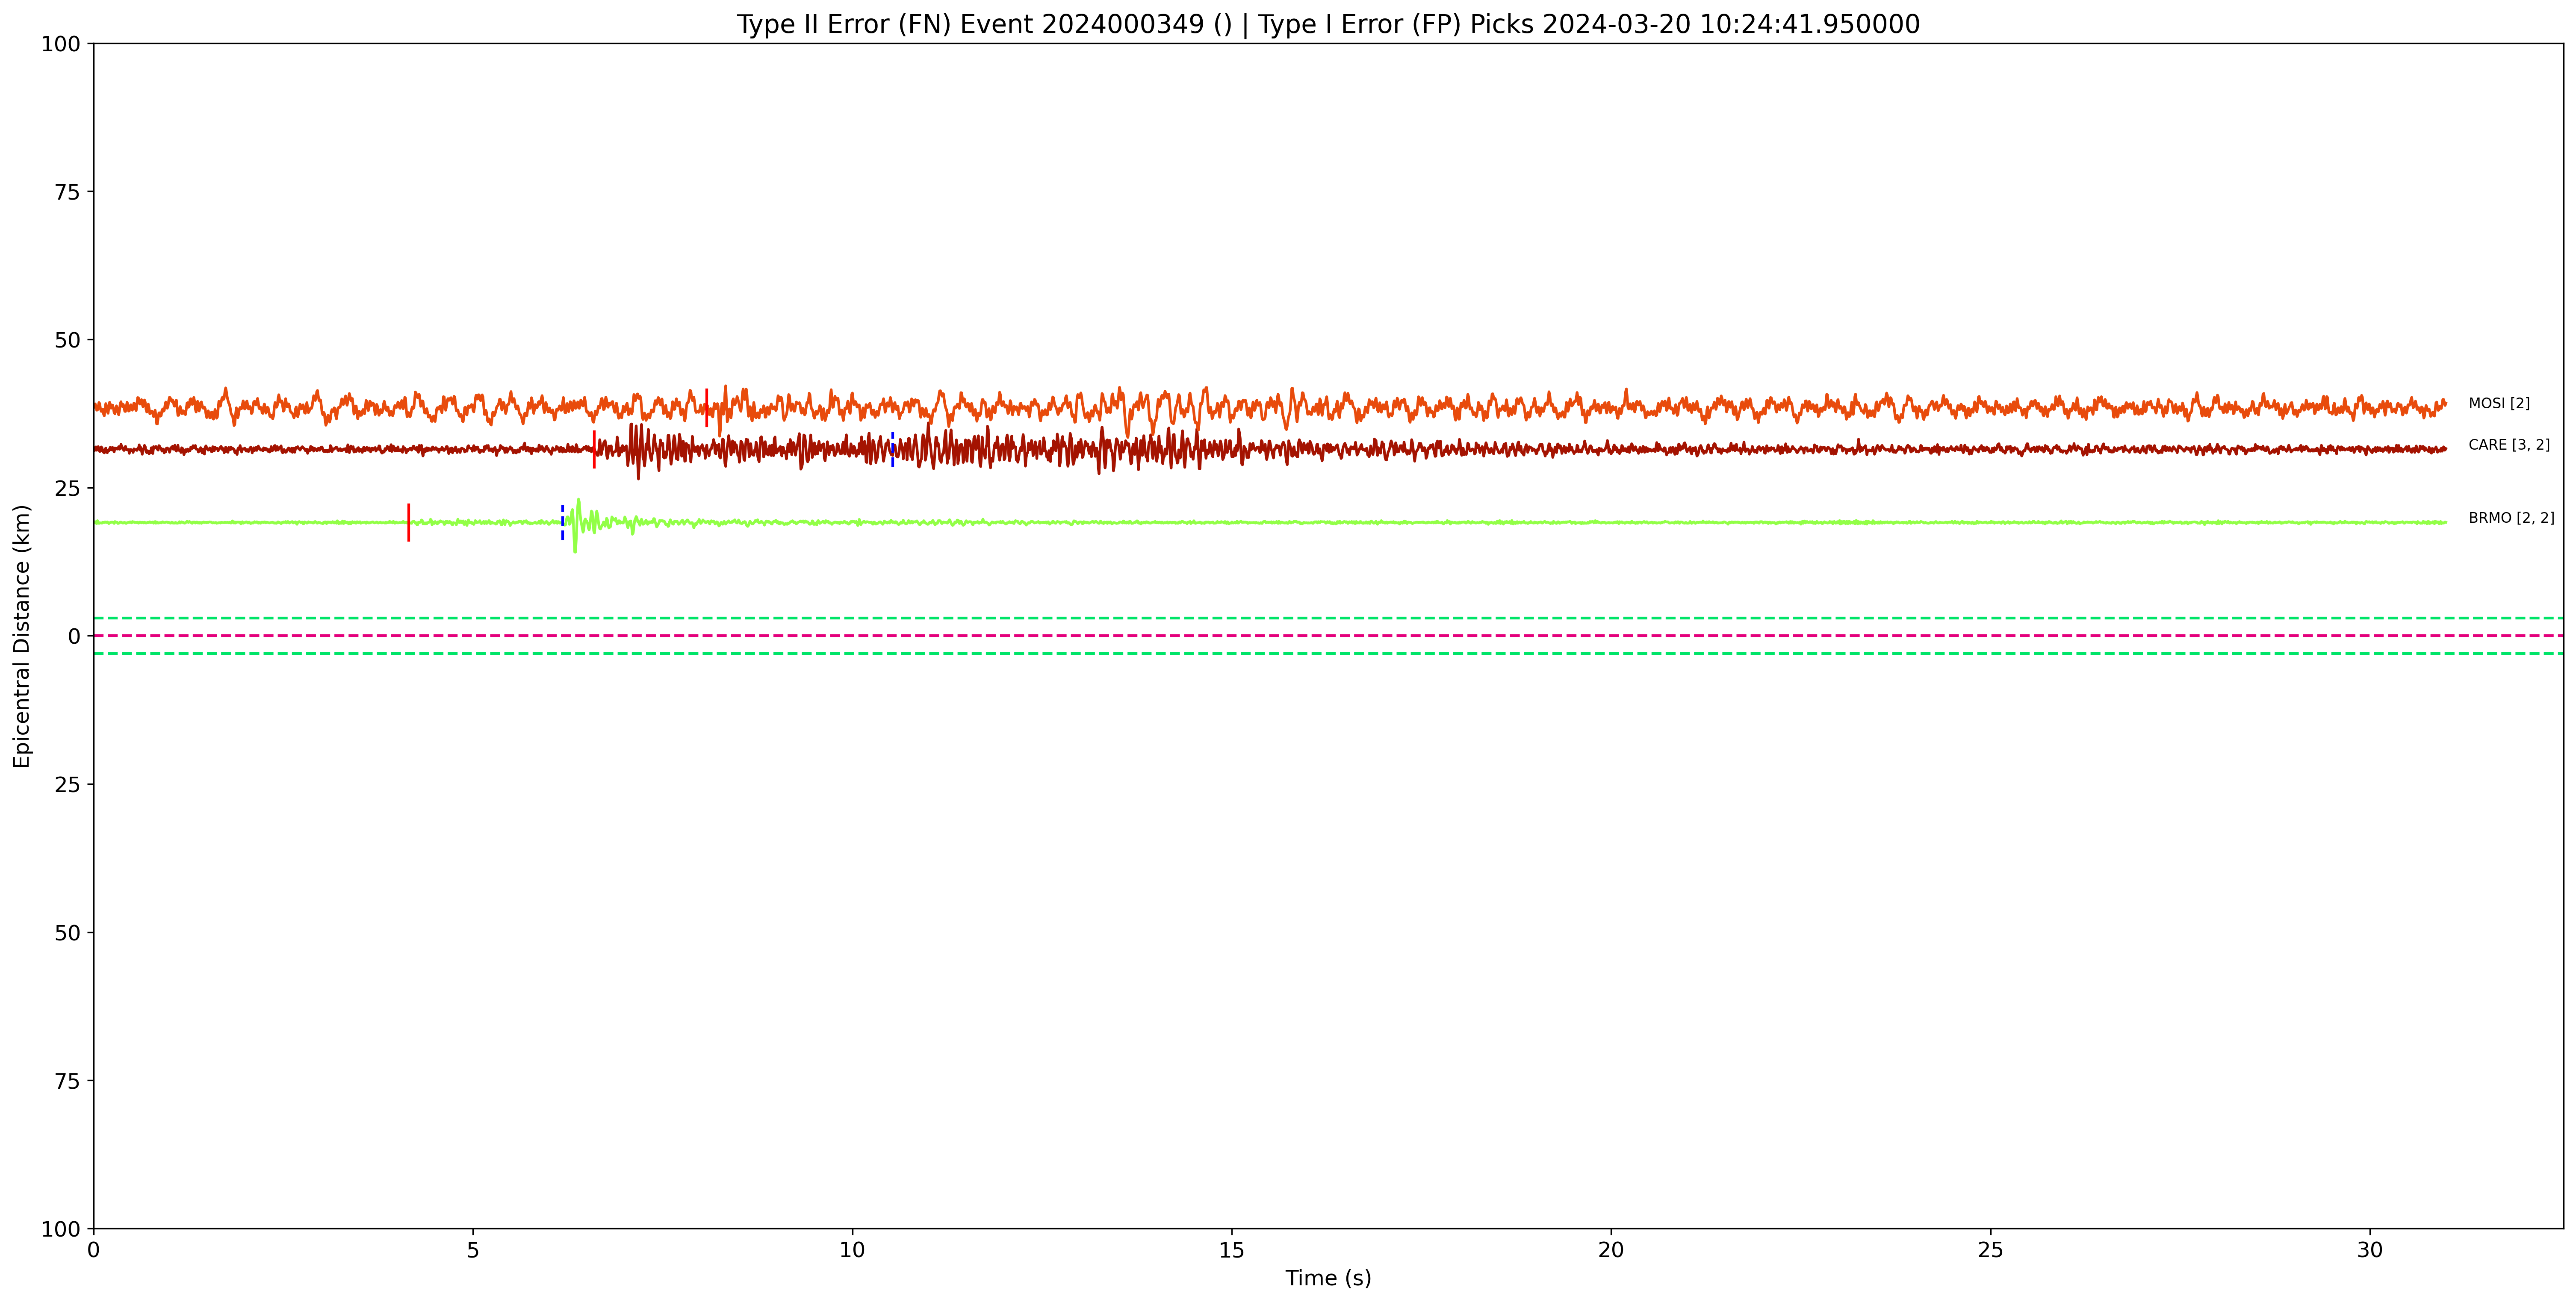 Type II Error (FN) Event 2024000349 () | Type I Error (FP) Picks 2024-03-20 10:24:41.950000
100
75
50
25
0
25
50
75
100
Epicentral Distance (km)
MOSI [2]
CARE [3, 2]
BRMO [2, 2]
0 5 10 15 20 25 30
Time (s)